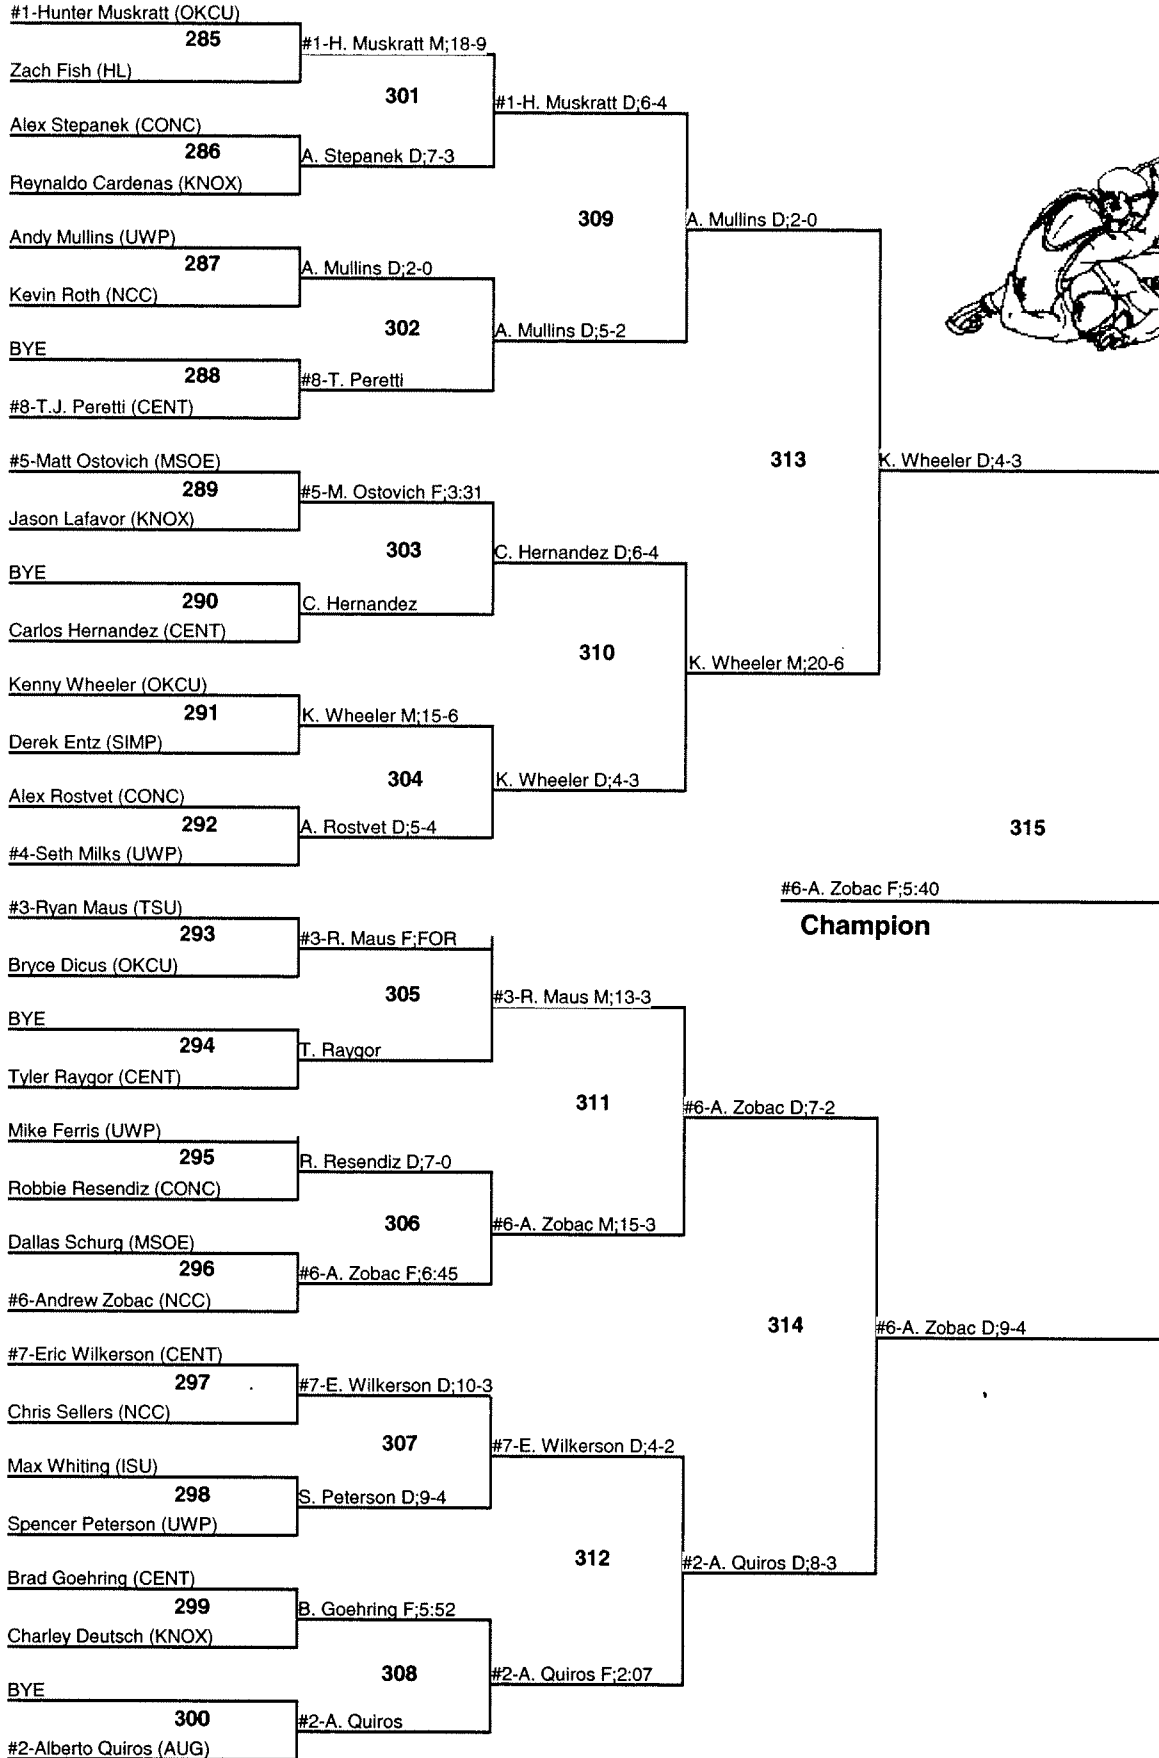 #1-Hunter Muskratt (OKCU)
285
#1-H. Muskratt M;18-9
Zach Fish (HL)
301
#1-H. Muskratt D;6-4
Alex Stepanek (CONC)
286
A. Stepanek D;7-3
Reynaldo Cardenas (KNOX)
309
A. Mullins D;2-0
Andy Mullins (UWP)
287
A. Mullins D;2-0
Kevin Roth (NCC)
302
A. Mullins D;5-2
BYE
288
#8-T. Peretti
#8-T.J. Peretti (CENT)
313
K. Wheeler D;4-3
#5-Matt Ostovich (MSOE)
289
#5-M. Ostovich F;3:31
Jason Lafavor (KNOX)
303
C. Hernandez D;6-4
BYE
290
C. Hernandez
Carlos Hernandez (CENT)
310
K. Wheeler M;20-6
Kenny Wheeler (OKCU)
291
K. Wheeler M;15-6
Derek Entz (SIMP)
304
K. Wheeler D;4-3
Alex Rostvet (CONC)
292
A. Rostvet D;5-4
#4-Seth Milks (UWP)
315
#6-A. Zobac F;5:40
Champion
#3-Ryan Maus (TSU)
293
#3-R. Maus F;FOR
Bryce Dicus (OKCU)
305
#3-R. Maus M;13-3
BYE
294
T. Raygor
Tyler Raygor (CENT)
311
#6-A. Zobac D;7-2
Mike Ferris (UWP)
295
R. Resendiz D;7-0
Robbie Resendiz (CONC)
306
#6-A. Zobac M;15-3
Dallas Schurg (MSOE)
296
#6-A. Zobac F;6:45
#6-Andrew Zobac (NCC)
314
#6-A. Zobac D;9-4
#7-Eric Wilkerson (CENT)
297
#7-E. Wilkerson D;10-3
Chris Sellers (NCC)
307
#7-E. Wilkerson D;4-2
Max Whiting (ISU)
298
S. Peterson D;9-4
Spencer Peterson (UWP)
312
#2-A. Quiros D;8-3
Brad Goehring (CENT)
299
B. Goehring F;5:52
Charley Deutsch (KNOX)
308
#2-A. Quiros F;2:07
BYE
300
#2-A. Quiros
#2-Alberto Quiros (AUG)